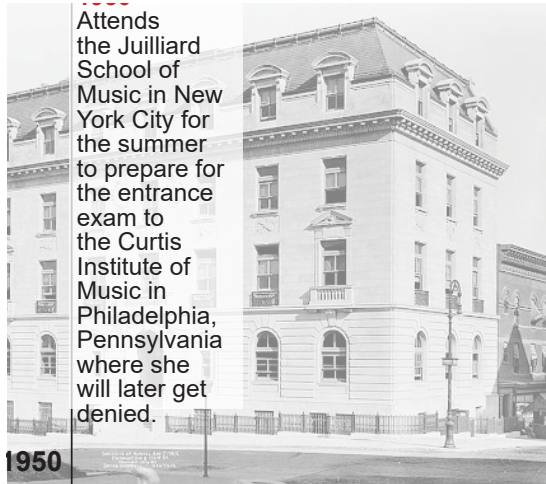 Attends
the Juilliard
School of
Music in New
York City for
the summer
to prepare for
the entrance
exam to
the Curtis
Institute of
Music in
Philadelphia,
Pennsylvania
where she
will later get
denied.
1950